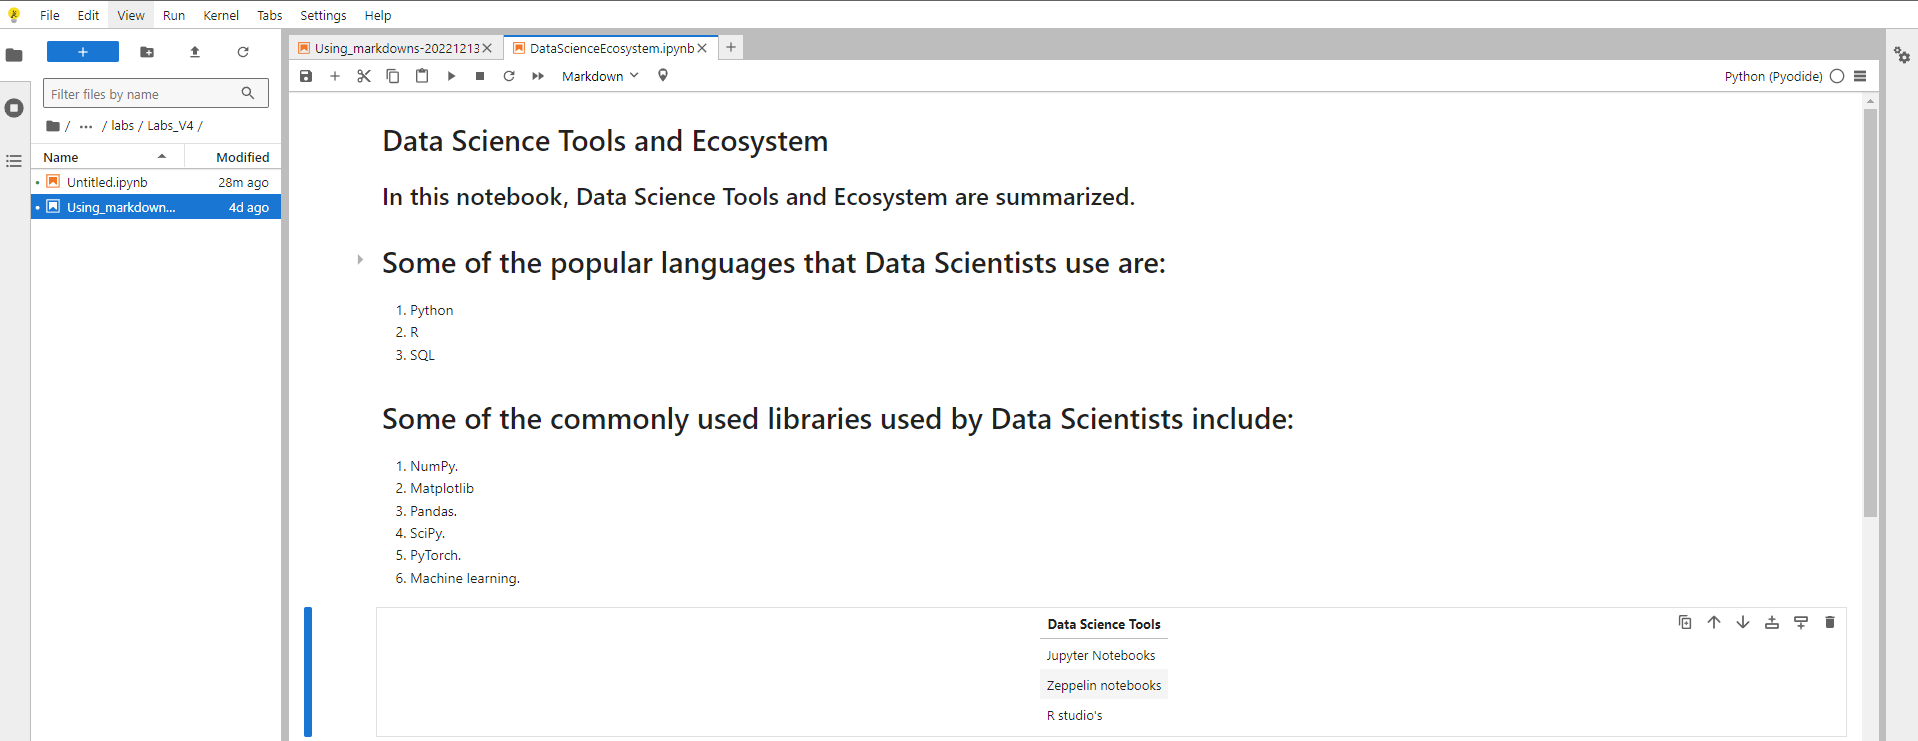 File Edit View Run Kernel Tabs Settings Help
Filter files by name
/ ... / labs / Labs_V4 /
Name Modified
Untitled.ipynb 28m ago
Using_markdown... 4d ago
Using_markdowns-20221213 DataScienceEcosystem.ipynb
Markdown Python (Pyodide)
Data Science Tools and Ecosystem
In this notebook, Data Science Tools and Ecosystem are summarized.
Some of the popular languages that Data Scientists use are:
1. Python
2. R
3. SQL
Some of the commonly used libraries used by Data Scientists include:
1. NumPy.
2. Matplotlib
3. Pandas.
4. SciPy.
5. PyTorch.
6. Machine learning.
Data Science Tools
Jupyter Notebooks
Zeppelin notebooks
R studio's